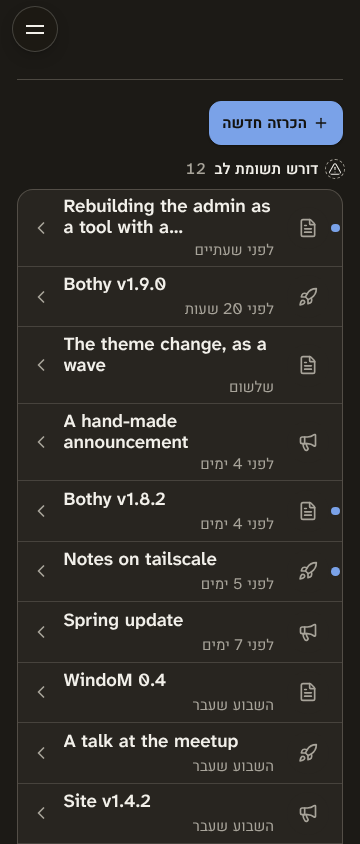 + הכרזה חדשה
דורש תשומת לב 12
Rebuilding the admin as
a tool with a...
לפני שעתיים
Bothy v1.9.0
לפני 20 שעות
The theme change, as a
wave
שלשום
A hand-made
announcement
לפני 4 ימים
Bothy v1.8.2
לפני 4 ימים
Notes on tailscale
לפני 5 ימים
Spring update
לפני 7 ימים
WindoM 0.4
השבוע שעבר
A talk at the meetup
השבוע שעבר
Site v1.4.2
השבוע שעבר